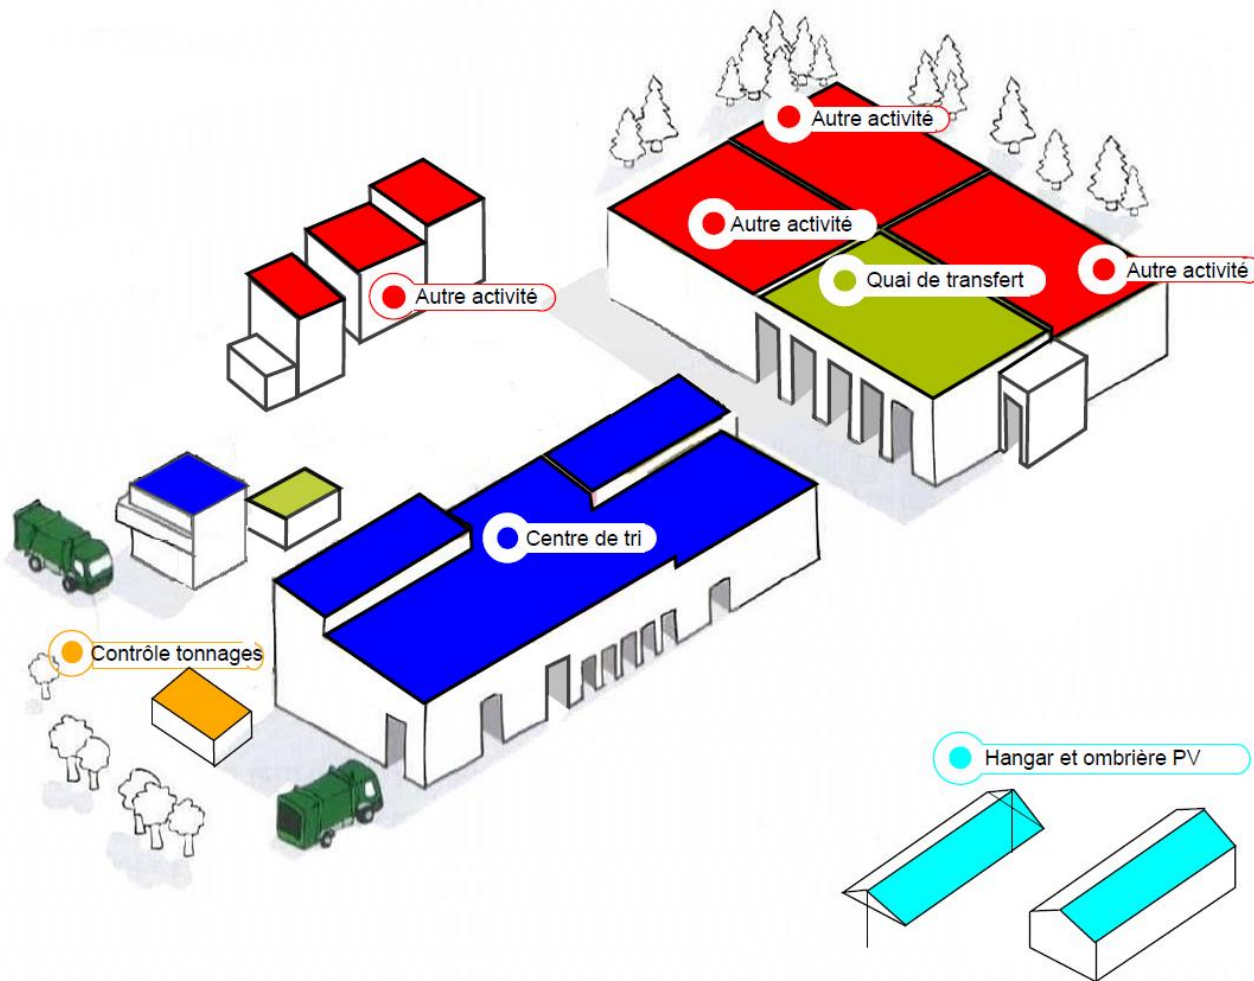 Autre activité
Autre activité
Autre activité
Quai de transfert
Autre activité
Centre de tri
Contrôle tonnages
Hangar et ombrière PV